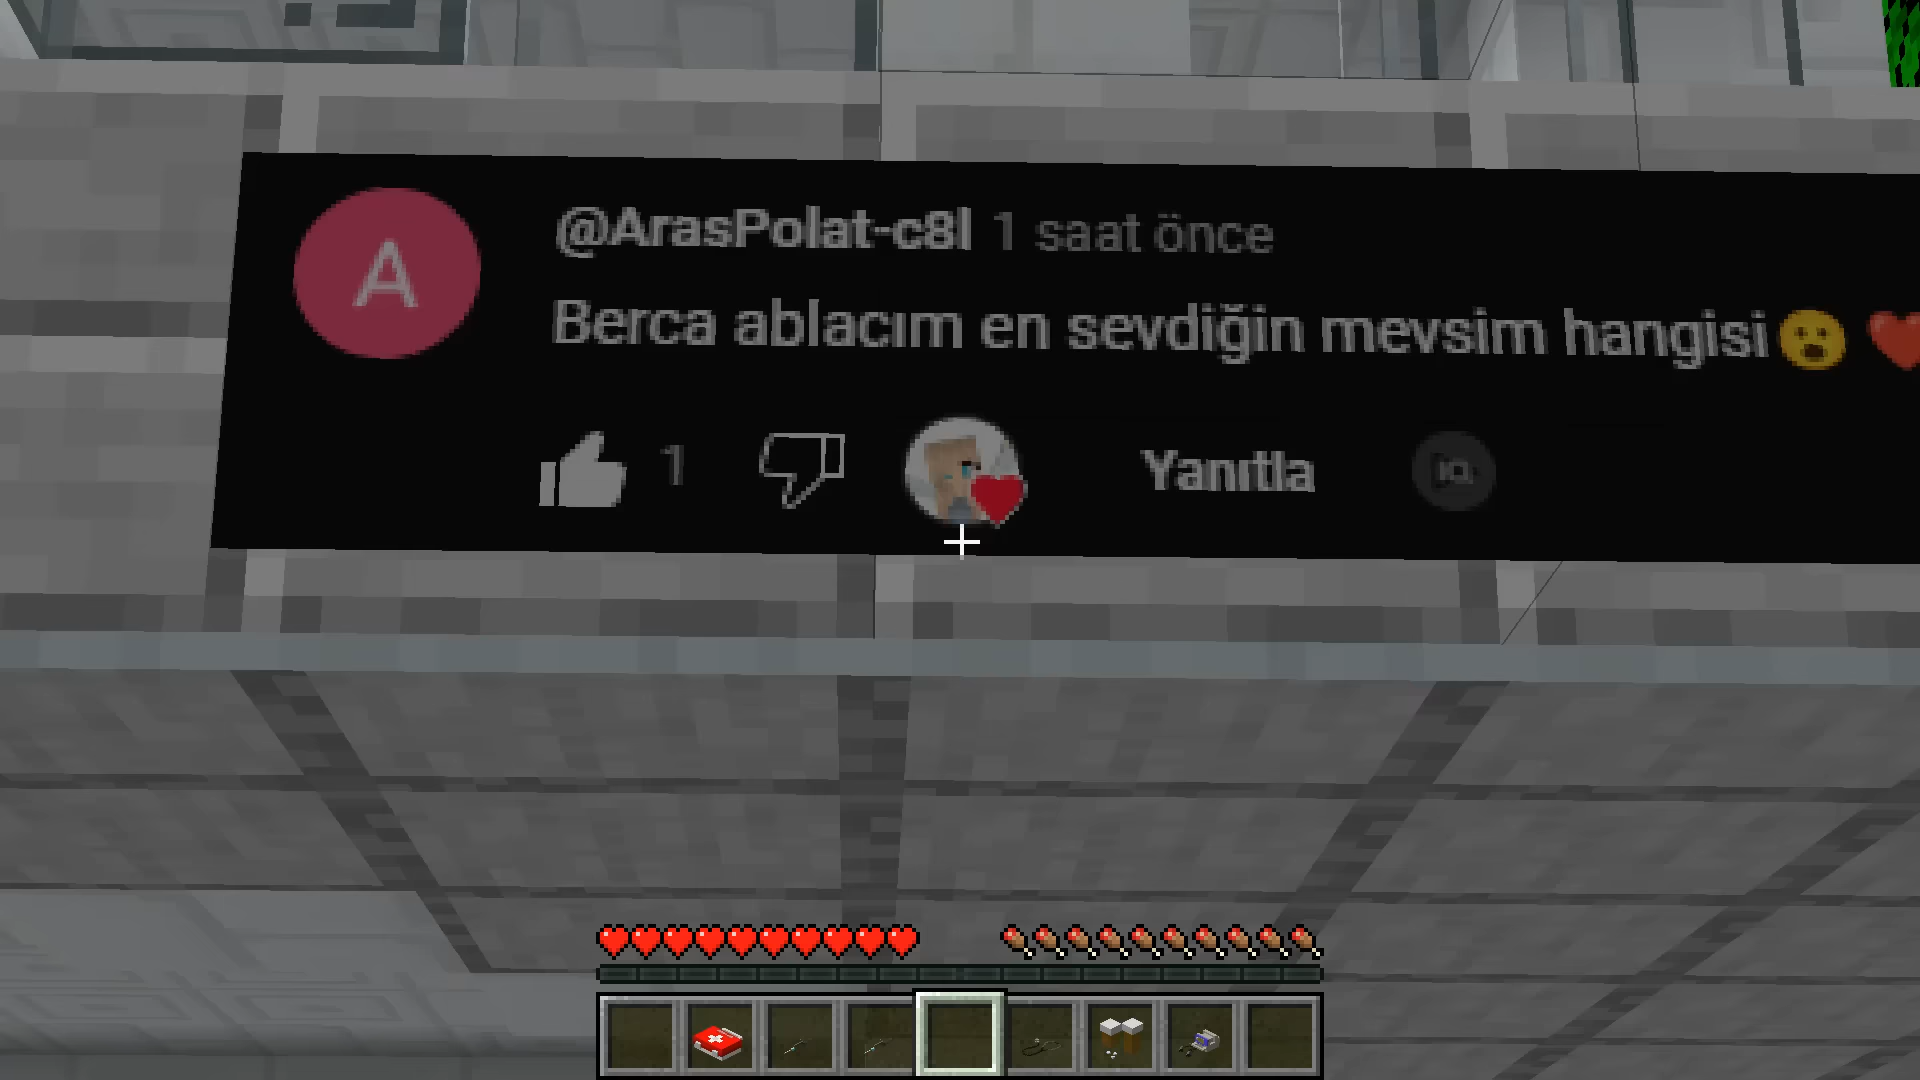 A
@ArasPolat-c8l 1 saat önce
Berca ablacım en sevdiğin mevsim hangisi😮 ❤️
1
Yanıtla